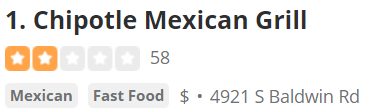 1. Chipotle Mexican Grill
58
Mexican Fast Food $ • 4921 S Baldwin Rd